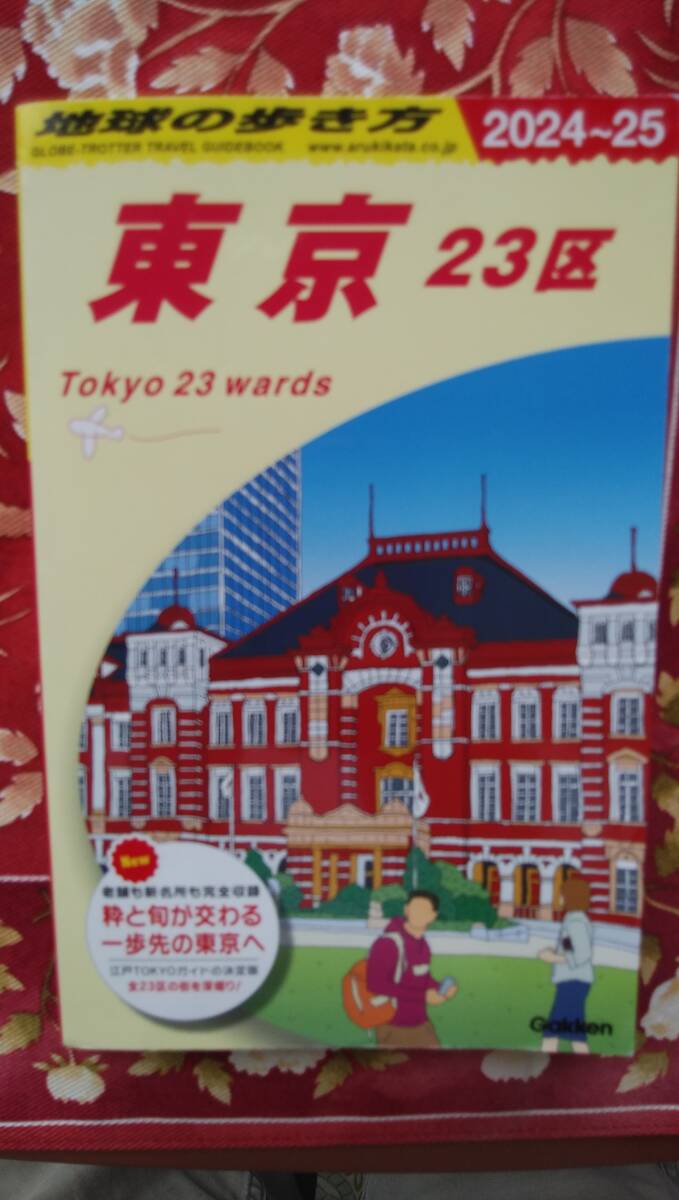 地球の歩き方
2024~25
GLOBE-TROTTER TRAVEL GUIDEBOOK www.arukikata.co.jp
東京 23区
Tokyo 23 wards
New
老舗も新名所も完全収録
粋と旬が交わる
一歩先の東京へ
江戸TOKYOガイドの決定版
全23区の街を深掘り!
Gakken